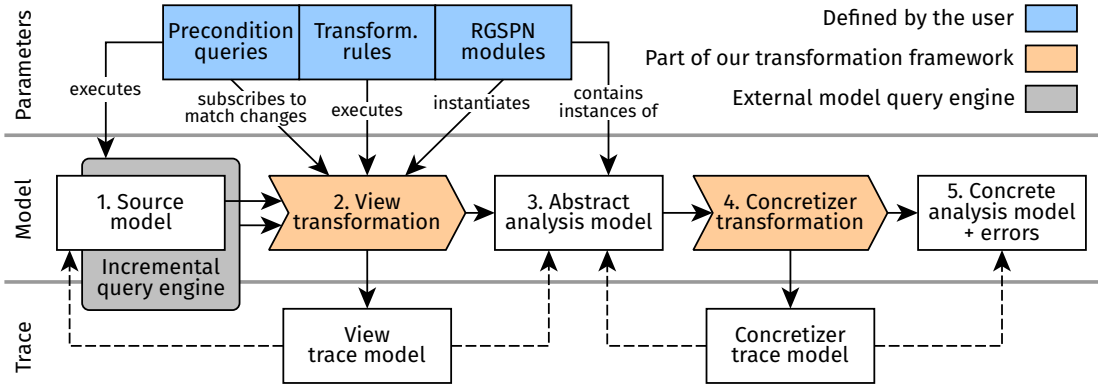 Parameters
Precondition
queries
Transform.
rules
RGSPN
modules
Defined by the user
Part of our transformation framework
External model query engine
executes
subscribes to
match changes
executes
instantiates
contains
instances of
Model
1. Source
model
Incremental
query engine
2. View
transformation
3. Abstract
analysis model
4. Concretizer
transformation
5. Concrete
analysis model
+ errors
Trace
View
trace model
Concretizer
trace model